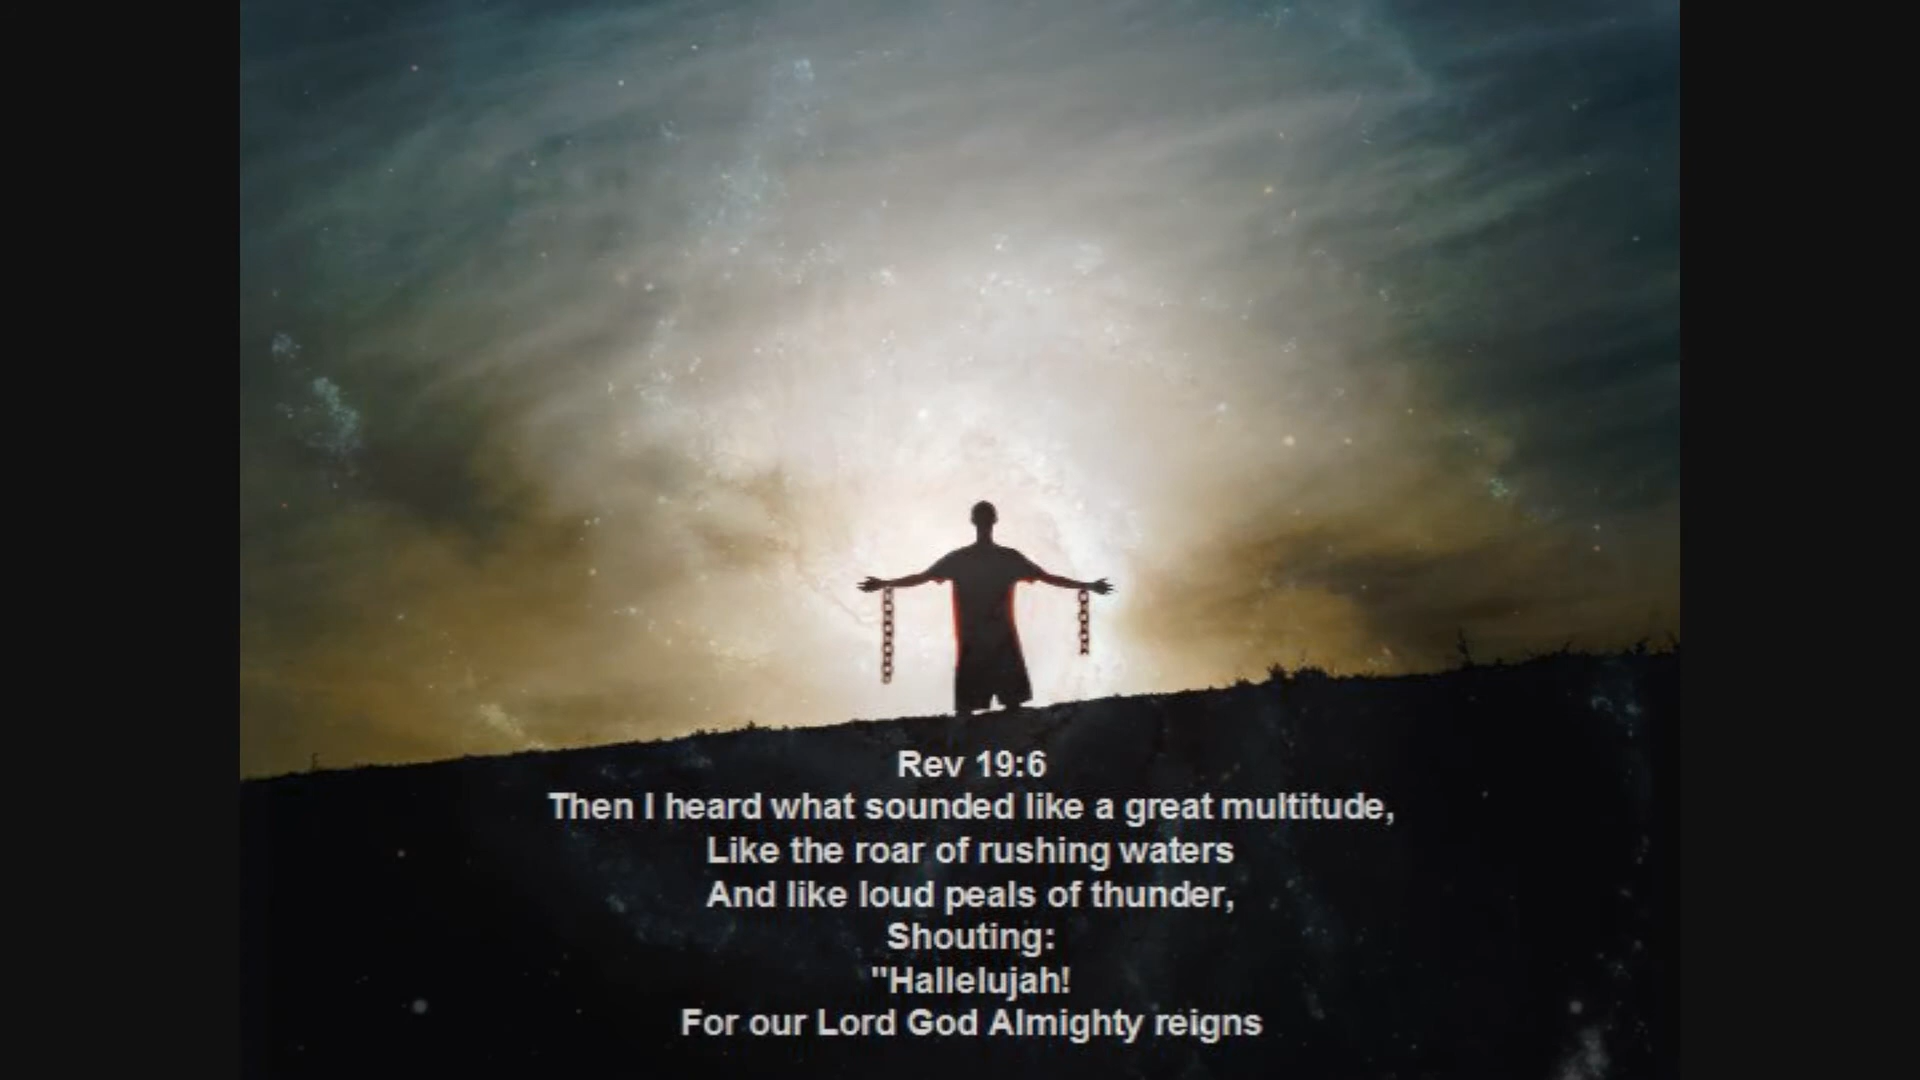 Rev 19:6
Then I heard what sounded like a great multitude,
Like the roar of rushing waters
And like loud peals of thunder,
Shouting:
"Hallelujah!
For our Lord God Almighty reigns